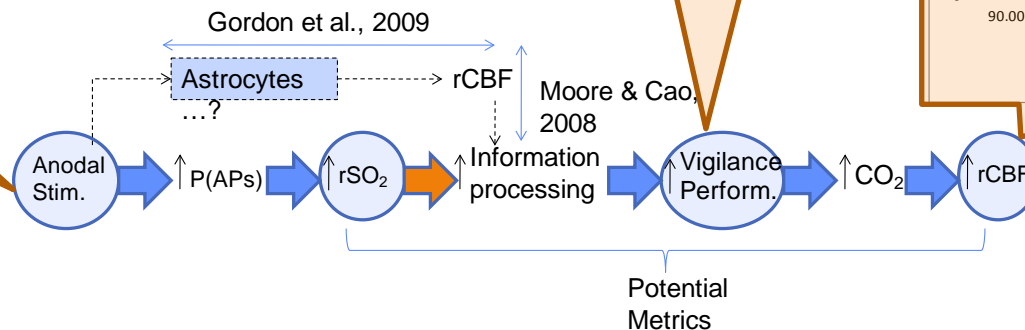 90.00
Gordon et al., 2009
Astrocytes
…?
rCBF
Moore & Cao,
2008
Anodal
Stim.
↑ P(APs)
↑ rSO₂
↑ Information
processing
↑ Vigilance
Perform.
↑ CO₂
↑ rCBF
Potential
Metrics